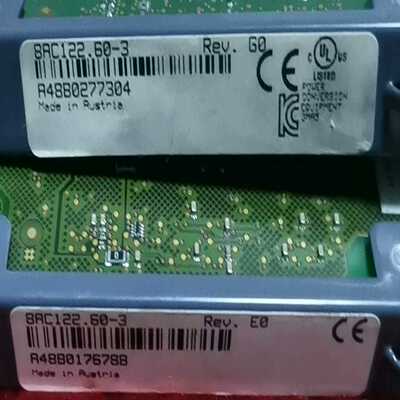 8AC122.60-3 Rev. G0
A48B0277304
Made in Austria
CE
C UL US
LISTED
POWER
CONVERSION
EQUIPMENT
8AC122.60-3 Rev. E0
A48B0176788
Made in Austria
CE